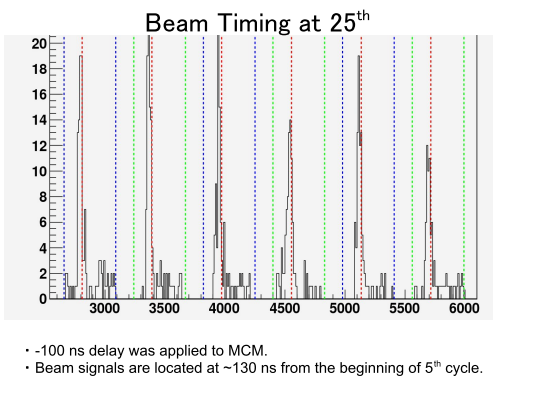 Beam Timing at 25th
20
18
16
14
12
10
8
6
4
2
0
3000 3500 4000 4500 5000 5500 6000
・ -100 ns delay was applied to MCM.
・ Beam signals are located at ~130 ns from the beginning of 5th cycle.